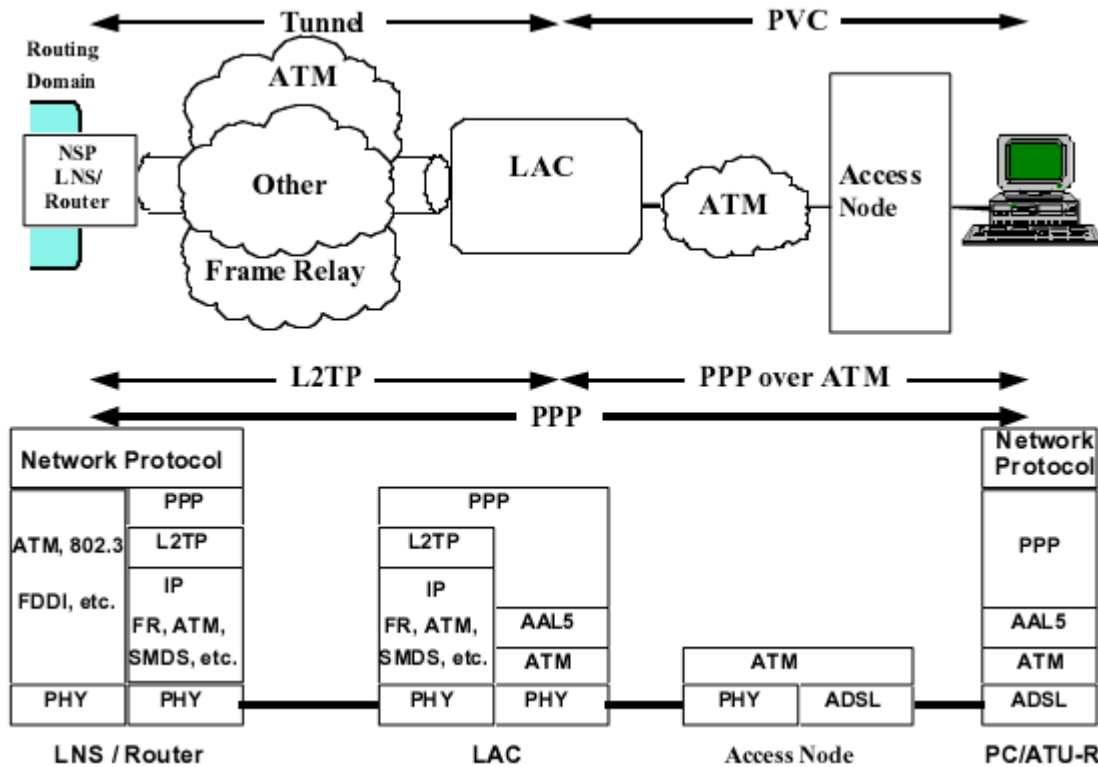 Tunnel
PVC
Routing
Domain
ATM
NSP
LNS/
Router
Other
LAC
ATM
Access
Node
Frame Relay
L2TP
PPP over ATM
PPP
Network Protocol
PPP
ATM, 802.3
L2TP
FDDI, etc.
IP
FR, ATM,
SMDS, etc.
PHY
PHY
PPP
L2TP
IP
FR, ATM,
SMDS, etc.
AAL5
ATM
PHY
PHY
ATM
PHY
ADSL
Network
Protocol
PPP
AAL5
ATM
ADSL
LNS / Router
LAC
Access Node
PC/ATU-R